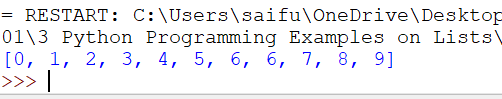 = RESTART: C:\Users\saifu\OneDrive\Desktop
01\3 Python Programming Examples on Lists\
[0, 1, 2, 3, 4, 5, 6, 6, 7, 8, 9]
>>>